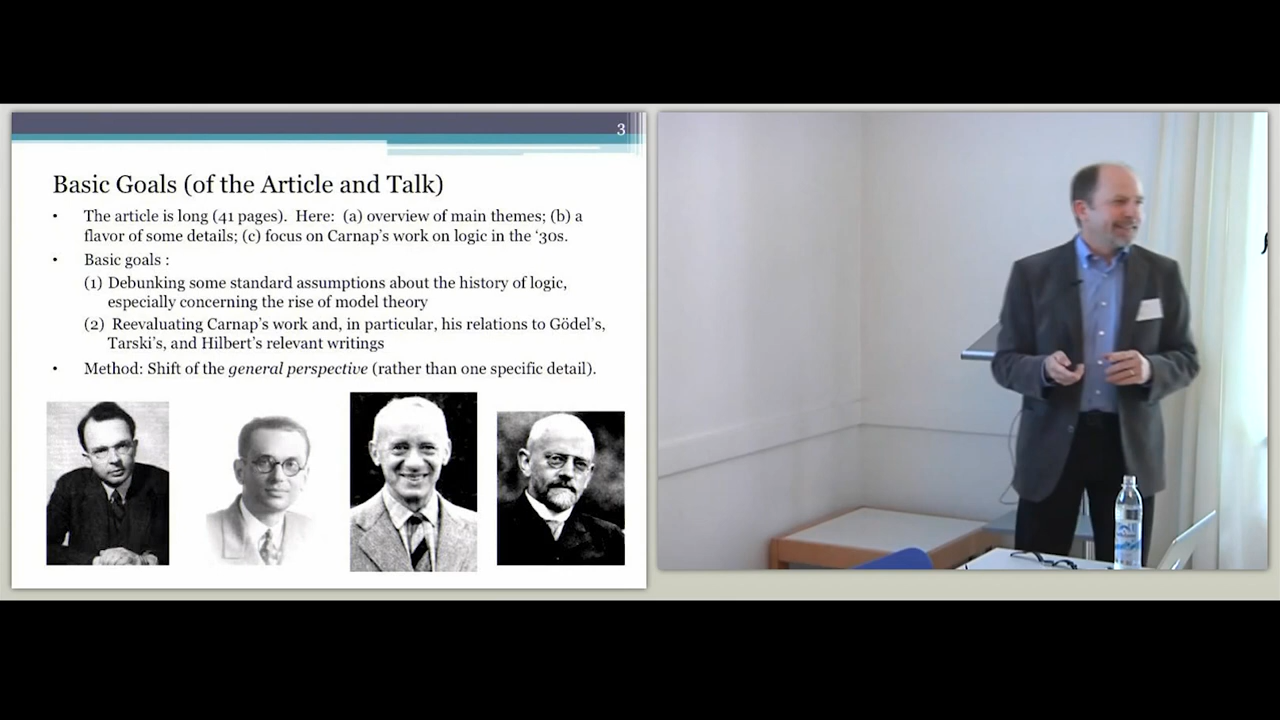 3
Basic Goals (of the Article and Talk)
• The article is long (41 pages). Here: (a) overview of main themes; (b) a
flavor of some details; (c) focus on Carnap's work on logic in the ‘30s.
• Basic goals :
(1) Debunking some standard assumptions about the history of logic,
especially concerning the rise of model theory
(2) Reevaluating Carnap's work and, in particular, his relations to Gödel's,
Tarski's, and Hilbert's relevant writings
• Method: Shift of the general perspective (rather than one specific detail).